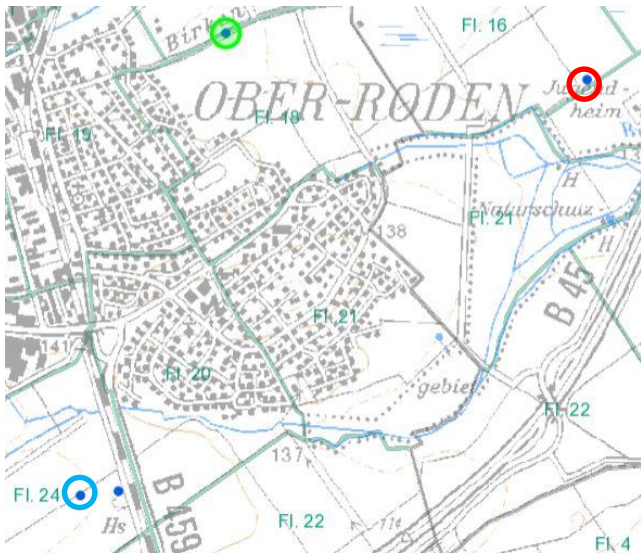 Fl. 16
Birken
Jugend-
heim
OBER-RODEN
Fl. 18
Fl. 19
H
Naturschutz-
Fl. 21
138
H
B 45
Fl. 21
141
Fl. 20
gebiet
Fl. 22
137
Fl. 24
Hs
B 459
Fl. 22
Fl. 4